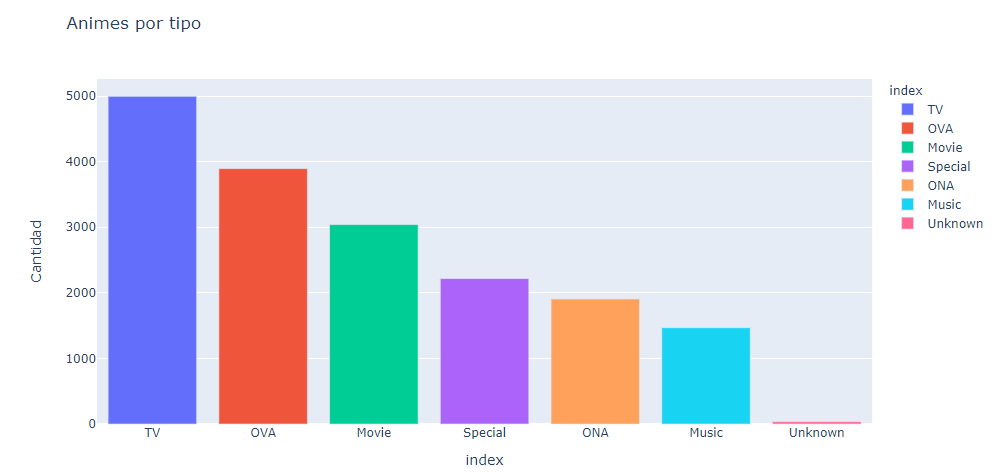 Animes por tipo
Cantidad
5000
4000
3000
2000
1000
0
TV OVA Movie Special ONA Music Unknown
index
index
TV
OVA
Movie
Special
ONA
Music
Unknown